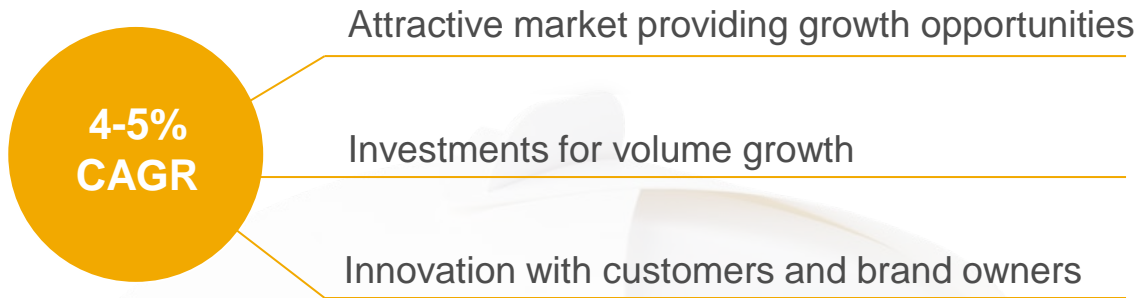 Attractive market providing growth opportunities
4-5%
CAGR
Investments for volume growth
Innovation with customers and brand owners